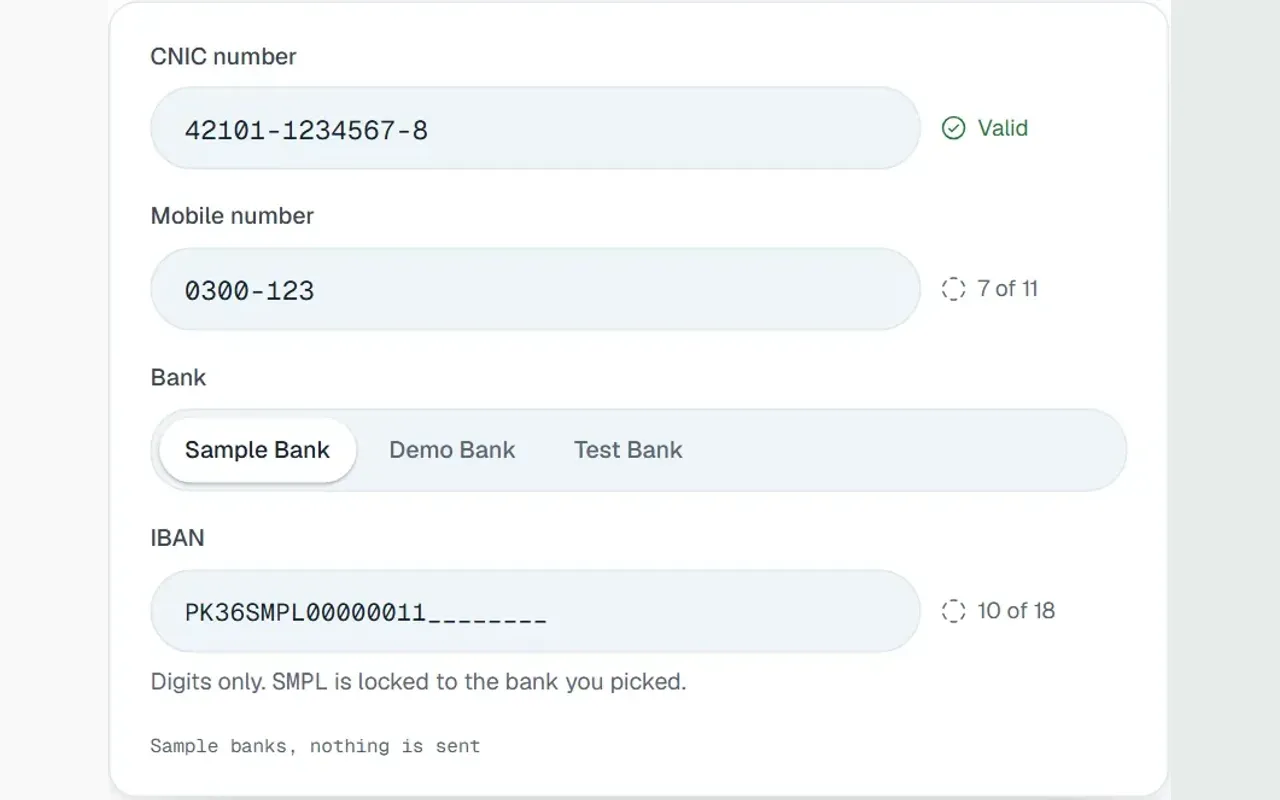 CNIC number
42101-1234567-8
Valid
Mobile number
0300-123
7 of 11
Bank
Sample Bank Demo Bank Test Bank
IBAN
PK36SMPL00000011________
10 of 18
Digits only. SMPL is locked to the bank you picked.
Sample banks, nothing is sent